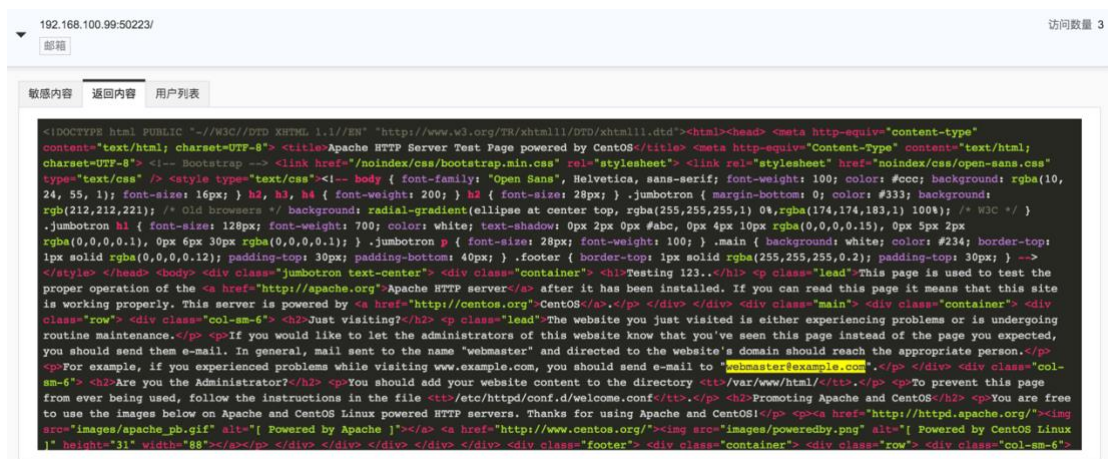 192.168.100.99:50223/
访问数量 3
邮箱
敏感内容 返回内容 用户列表
<!DOCTYPE html PUBLIC "-//W3C//DTD XHTML 1.1//EN" "http://www.w3.org/TR/xhtml11/DTD/xhtml11.dtd"><html><head> <meta http-equiv="content-type"
content="text/html; charset=UTF-8"> <title>Apache HTTP Server Test Page powered by CentOS</title> <meta http-equiv="Content-Type" content="text/html;
charset=UTF-8"> <!-- Bootstrap --> <link href="/noindex/css/bootstrap.min.css" rel="stylesheet"> <link rel="stylesheet" href="noindex/css/open-sans.css"
type="text/css" /> <style type="text/css"><!-- body { font-family: "Open Sans", Helvetica, sans-serif; font-weight: 100; color: #ccc; background: rgba(10,
24, 55, 1); font-size: 16px; } h2, h3, h4 { font-weight: 200; } h2 { font-size: 28px; } .jumbotron { margin-bottom: 0; color: #333; background:
rgb(212,212,221); /* Old browsers */ background: radial-gradient(ellipse at center top, rgba(255,255,255,1) 0%,rgba(174,174,183,1) 100%); /* W3C */ }
.jumbotron h1 { font-size: 128px; font-weight: 700; color: white; text-shadow: 0px 2px 0px #abc, 0px 4px 10px rgba(0,0,0,0.15), 0px 5px 2px
rgba(0,0,0,0.1), 0px 6px 30px rgba(0,0,0,0.1); } .jumbotron p { font-size: 28px; font-weight: 100; } .main { background: white; color: #234; border-top:
1px solid rgba(0,0,0,0.12); padding-top: 30px; padding-bottom: 40px; } .footer { border-top: 1px solid rgba(255,255,255,0.2); padding-top: 30px; } -->
</style> </head> <body> <div class="jumbotron text-center"> <div class="container"> <h1>Testing 123..</h1> <p class="lead">This page is used to test the
proper operation of the <a href="http://apache.org">Apache HTTP server</a> after it has been installed. If you can read this page it means that this site
is working properly. This server is powered by <a href="http://centos.org">CentOS</a>.</p> </div> </div> <div class="main"> <div class="container"> <div
class="row"> <div class="col-sm-6"> <h2>Just visiting?</h2> <p class="lead">The website you just visited is either experiencing problems or is undergoing
routine maintenance.</p> <p>If you would like to let the administrators of this website know that you've seen this page instead of the page you expected,
you should send them e-mail. In general, mail sent to the name "webmaster" and directed to the website's domain should reach the appropriate person.</p>
<p>For example, if you experienced problems while visiting www.example.com, you should send e-mail to "webmaster@example.com".</p> </div> <div class="col-
sm-6"> <h2>Are you the Administrator?</h2> <p>You should add your website content to the directory <tt>/var/www/html/</tt>.</p> <p>To prevent this page
from ever being used, follow the instructions in the file <tt>/etc/httpd/conf.d/welcome.conf</tt>.</p> <h2>Promoting Apache and CentOS</h2> <p>You are free
to use the images below on Apache and CentOS Linux powered HTTP servers. Thanks for using Apache and CentOS!</p> <p><a href="http://httpd.apache.org/"><img
src="images/apache_pb.gif" alt="[ Powered by Apache ]"></a> <a href="http://www.centos.org/"><img src="images/poweredby.png" alt="[ Powered by CentOS Linux
]" height="31" width="88"></a></p> </div> </div> </div> </div> <div class="footer"> <div class="container"> <div class="row"> <div class="col-sm-6">